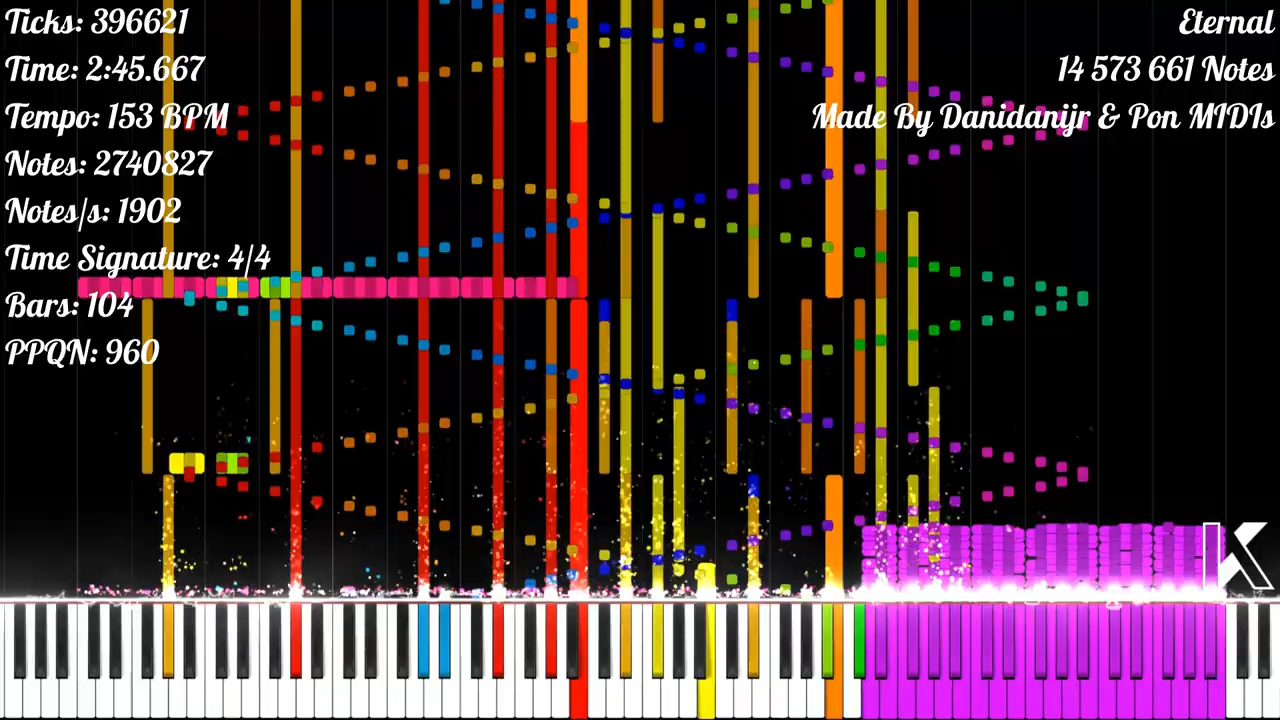 Ticks: 396621
Time: 2:45.667
Tempo: 153 BPM
Notes: 2740827
Notes/s: 1902
Time Signature: 4/4
Bars: 104
PPQN: 960
Eternal
14 573 661 Notes
Made By Danidanijr & Pon MIDIs
K